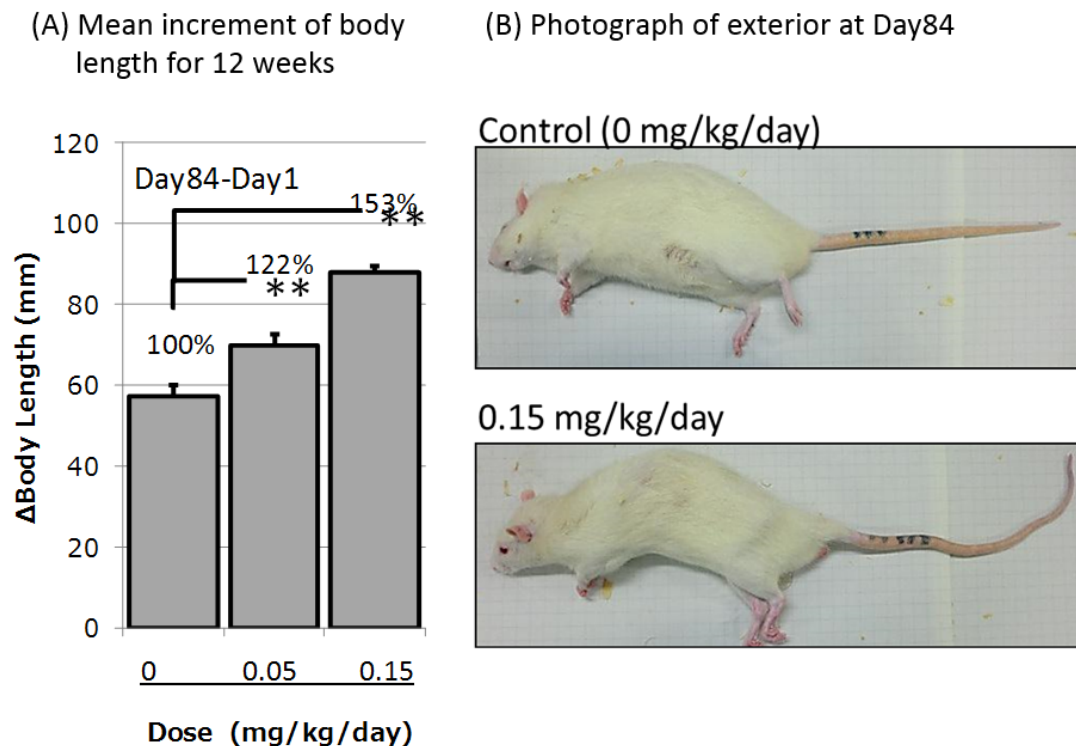 (A) Mean increment of body
length for 12 weeks
120
100
80
60
40
20
0
ΔBody Length (mm)
Day84-Day1
153%
**
122%
**
100%
0 0.05 0.15
Dose (mg/kg/day)
(B) Photograph of exterior at Day84
Control (0 mg/kg/day)
0.15 mg/kg/day